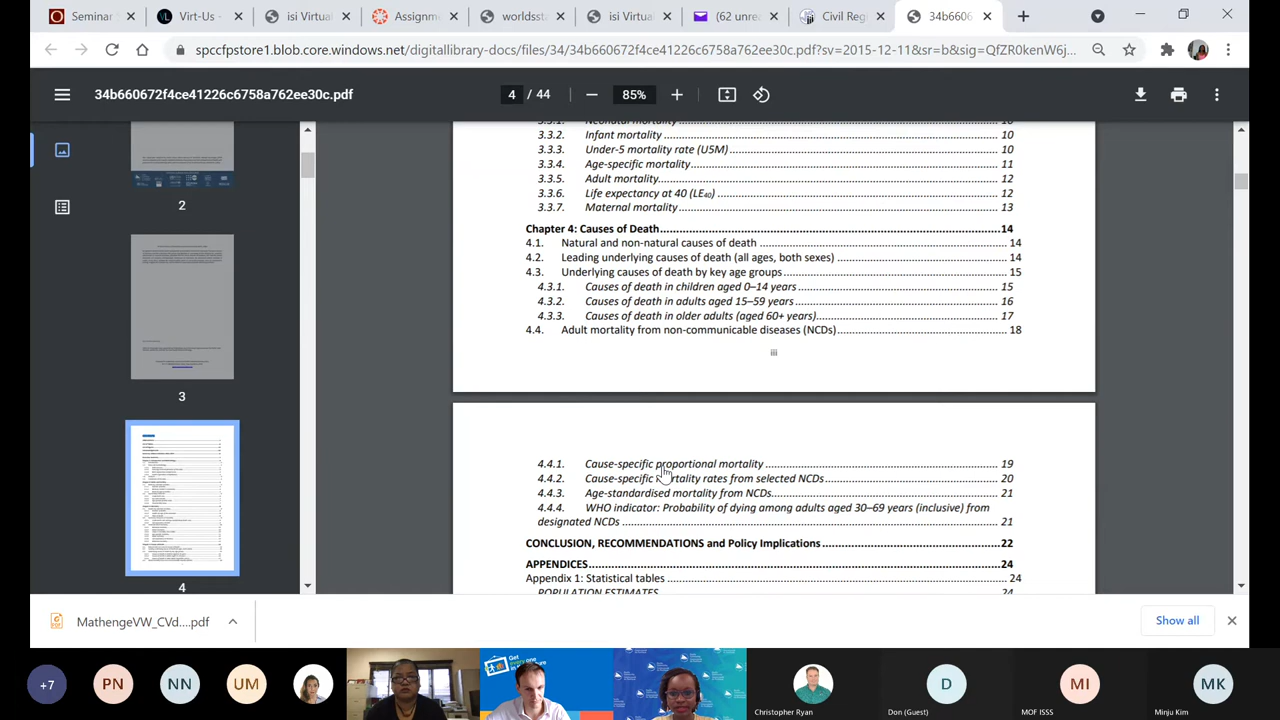 Seminar
Virt-Us -
isi Virtual
Assignm
worldsst
isi Virtual
(62 unre
Civil Reg
34b6606
spccfpstore1.blob.core.windows.net/digitallibrary-docs/files/34/34b660672f4ce41226c6758a762ee30c.pdf?sv=2015-12-11&sr=b&sig=QfZR0kenW6j...
34b660672f4ce41226c6758a762ee30c.pdf
4 / 44
85%
3.3.1. Neonatal mortality 10
3.3.2. Infant mortality 10
3.3.3. Under-5 mortality rate (U5M) 10
3.3.4. Age-specific mortality 11
3.3.5. Adult mortality 12
3.3.6. Life expectancy at 40 (LE40) 12
3.3.7. Maternal mortality 13
Chapter 4: Causes of Death 14
4.1. Natural and non-natural causes of death 14
4.2. Leading underlying causes of death (all ages, both sexes) 14
4.3. Underlying causes of death by key age groups 15
4.3.1. Causes of death in children aged 0–14 years 15
4.3.2. Causes of death in adults aged 15–59 years 16
4.3.3. Causes of death in older adults (aged 60+ years) 17
4.4. Adult mortality from non-communicable diseases (NCDs) 18
iii
4.4.1. Cause-specific proportional mortality 19
4.4.2. Cause-specific mortality rates from selected NCDs 20
4.4.3. Age-standardised mortality from NCDs 21
4.4.4. WHO indicator: Probability of dying among adults aged 30–69 years (inclusive) from
designated NCDs 21
CONCLUSION, RECOMMENDATIONS and Policy Implications 22
APPENDICES 24
Appendix 1: Statistical tables 24
POPULATION ESTIMATES 24
2
3
4
MathengeVW_CVd....pdf
Show all
+7
PN
NN
UM
Get
every one
Christopher Ryan
D
Don (Guest)
MI
MOF ISSS
MK
Minju Kim